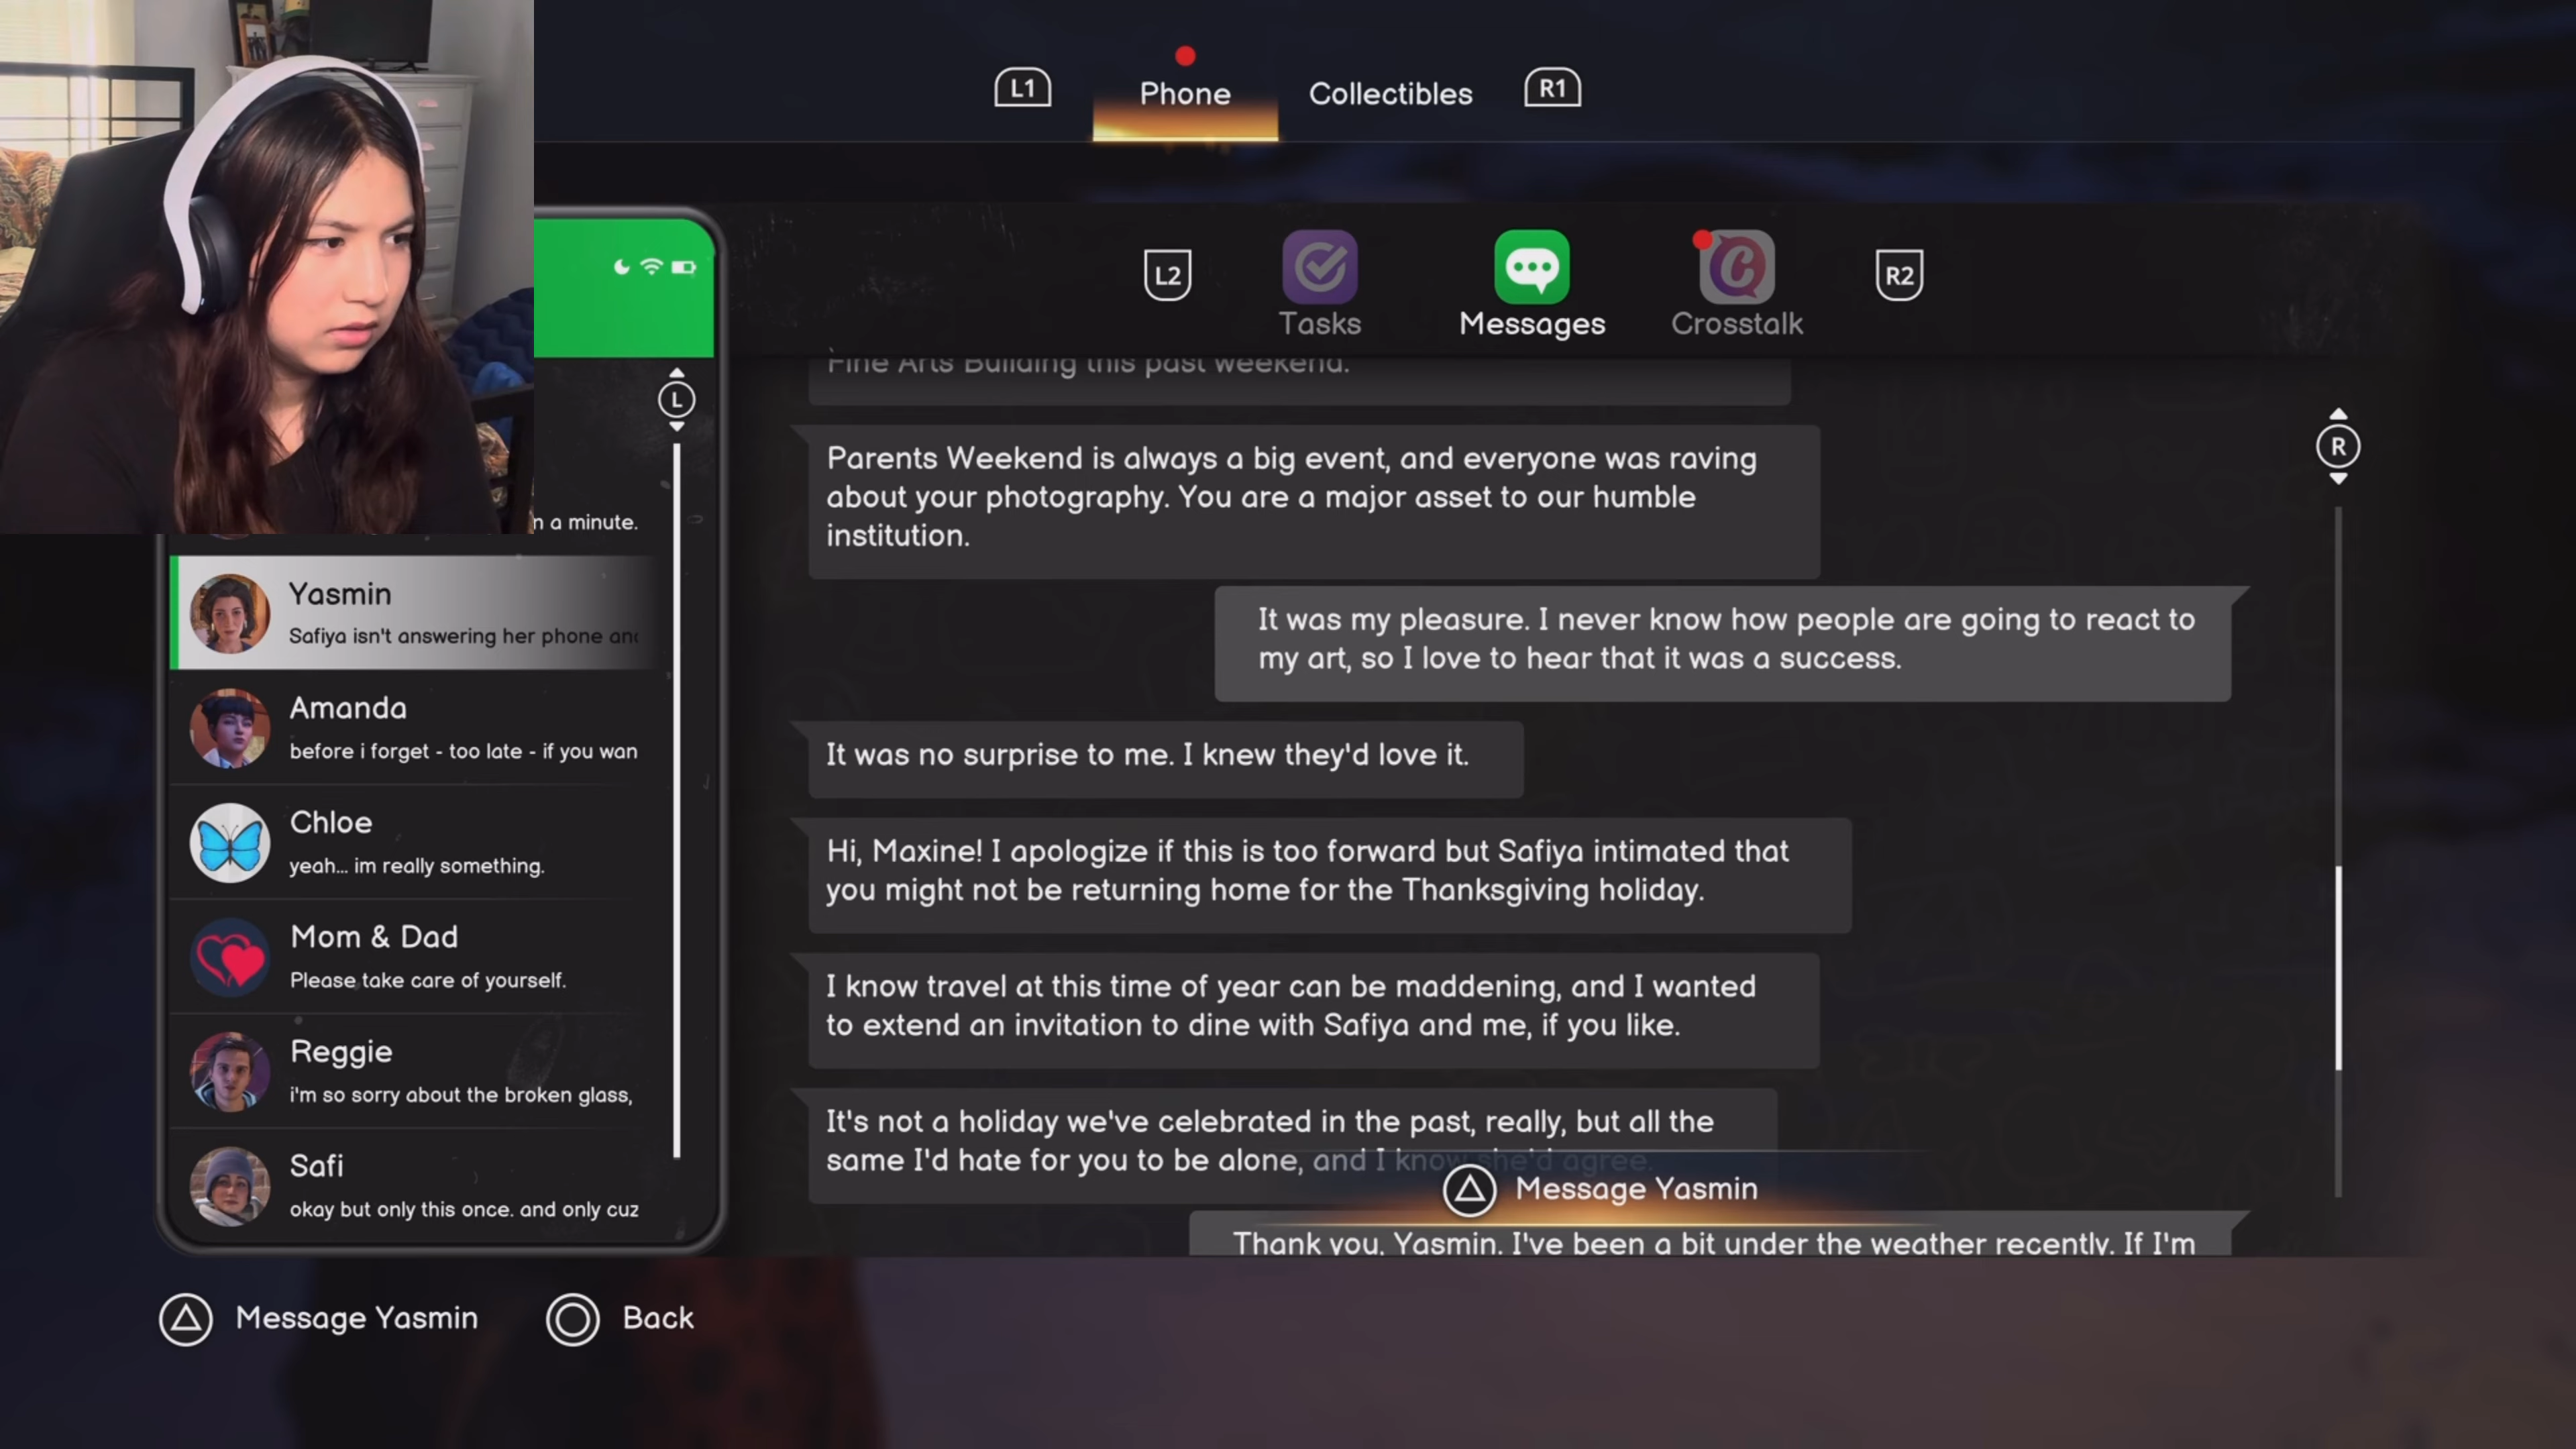 L1
Phone
Collectibles
R1
L2
Tasks
Messages
Crosstalk
R2
L
n a minute.
Yasmin
Safiya isn't answering her phone and
Amanda
before i forget - too late - if you wan
Chloe
yeah... im really something.
Mom & Dad
Please take care of yourself.
Reggie
i'm so sorry about the broken glass,
Safi
okay but only this once. and only cuz
Fine Arts Building this past weekend.
Parents Weekend is always a big event, and everyone was raving
about your photography. You are a major asset to our humble
institution.
It was my pleasure. I never know how people are going to react to
my art, so I love to hear that it was a success.
It was no surprise to me. I knew they'd love it.
Hi, Maxine! I apologize if this is too forward but Safiya intimated that
you might not be returning home for the Thanksgiving holiday.
I know travel at this time of year can be maddening, and I wanted
to extend an invitation to dine with Safiya and me, if you like.
It's not a holiday we've celebrated in the past, really, but all the
same I'd hate for you to be alone, and I know she'd agree.
Message Yasmin
Thank you, Yasmin. I've been a bit under the weather recently. If I'm
R
Message Yasmin
Back